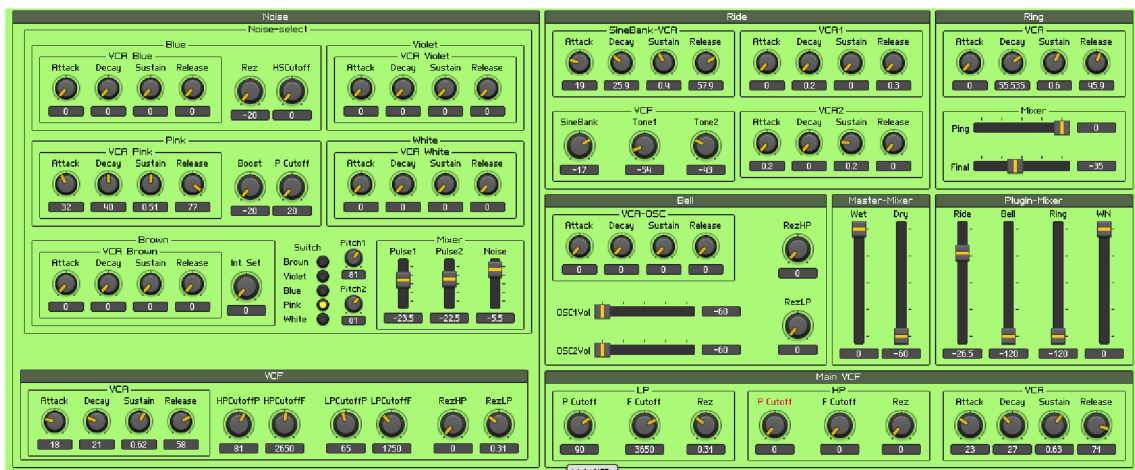 Noise
Noise-select
Blue
VCA Blue
Attack Decay Sustain Release Rez HSCutoff
0 0 0 0 -20 0
Violet
VCA Violet
Attack Decay Sustain Release
0 0 0 0
Pink
VCA Pink
Attack Decay Sustain Release Boost P Cutoff
32 40 0.51 77 -20 20
White
VCA White
Attack Decay Sustain Release
0 0 0 0
Brown
VCA Brown
Attack Decay Sustain Release Int. Set
0 0 0 0 0
Switch
Brown
Violet
Blue
Pink
White
Pitch1
81
Pitch2
81
Mixer
Pulse1 Pulse2 Noise
-23.5 -22.5 -5.5
VCF
VCA
Attack Decay Sustain Release HPCutoffP HPCutoffF LPCutoffP LPCutoffF RezHP RezLP
18 21 0.62 58 81 2650 65 1750 0 0.31
Ride
SineBank-VCA
Attack Decay Sustain Release
19 25.9 0.4 57.9
VCA1
Attack Decay Sustain Release
0 0.2 0 0.3
VCF
SineBank Tone1 Tone2
-17 -54 -43
VCA2
Attack Decay Sustain Release
0.2 0 0.2 0
Ring
VCA
Attack Decay Sustain Release
0 55.535 0.6 45.9
Mixer
Ping 0
Final -35
Bell
VCA-OSC
Attack Decay Sustain Release
0 0 0 0
RezHP
0
OSC1Vol -60
OSC2Vol -60
RezLP
0
Master-Mixer
Wet Dry
0 -60
Plugin-Mixer
Ride Bell Ring WN
-26.5 -120 -120 0
Main VCF
LP
P Cutoff F Cutoff Rez
90 3650 0.31
HP
P Cutoff F Cutoff Rez
0 0 0
VCA
Attack Decay Sustain Release
23 27 0.63 71